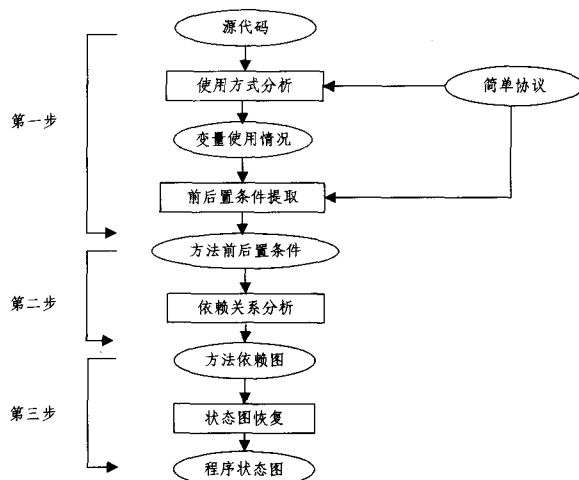 源代码
使用方式分析
简单协议
第一步
变量使用情况
前后置条件提取
方法前后置条件
第二步
依赖关系分析
方法依赖图
第三步
状态图恢复
程序状态图